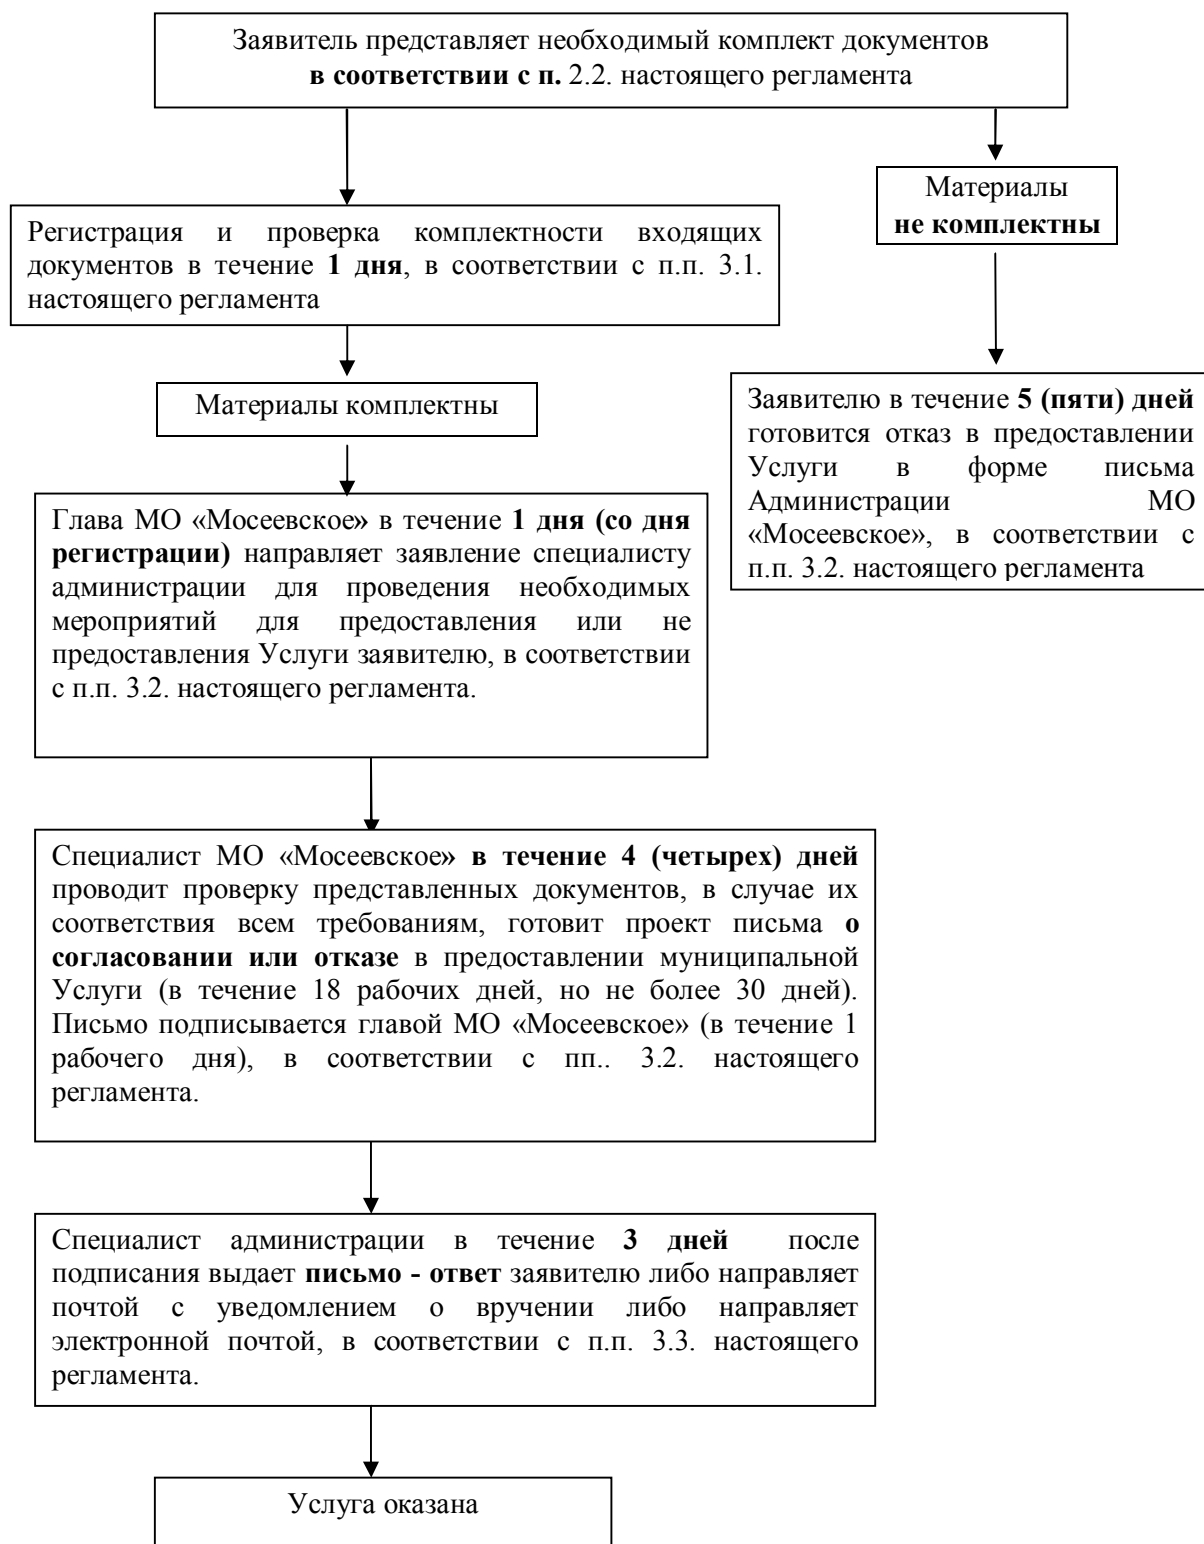 Заявитель представляет необходимый комплект документов
в соответствии с п. 2.2. настоящего регламента
Материалы
не комплектны
Регистрация и проверка комплектности входящих
документов в течение 1 дня, в соответствии с п.п. 3.1.
настоящего регламента
Материалы комплектны
Заявителю в течение 5 (пяти) дней
готовится отказ в предоставлении
Услуги в форме письма
Администрации МО
«Мосеевское», в соответствии с
п.п. 3.2. настоящего регламента
Глава МО «Мосеевское» в течение 1 дня (со дня
регистрации) направляет заявление специалисту
администрации для проведения необходимых
мероприятий для предоставления или не
предоставления Услуги заявителю, в соответствии
с п.п. 3.2. настоящего регламента.
Специалист МО «Мосеевское» в течение 4 (четырех) дней
проводит проверку представленных документов, в случае их
соответствия всем требованиям, готовит проект письма о
согласовании или отказе в предоставлении муниципальной
Услуги (в течение 18 рабочих дней, но не более 30 дней).
Письмо подписывается главой МО «Мосеевское» (в течение 1
рабочего дня), в соответствии с пп.. 3.2. настоящего
регламента.
Специалист администрации в течение 3 дней после
подписания выдает письмо - ответ заявителю либо направляет
почтой с уведомлением о вручении либо направляет
электронной почтой, в соответствии с п.п. 3.3. настоящего
регламента.
Услуга оказана